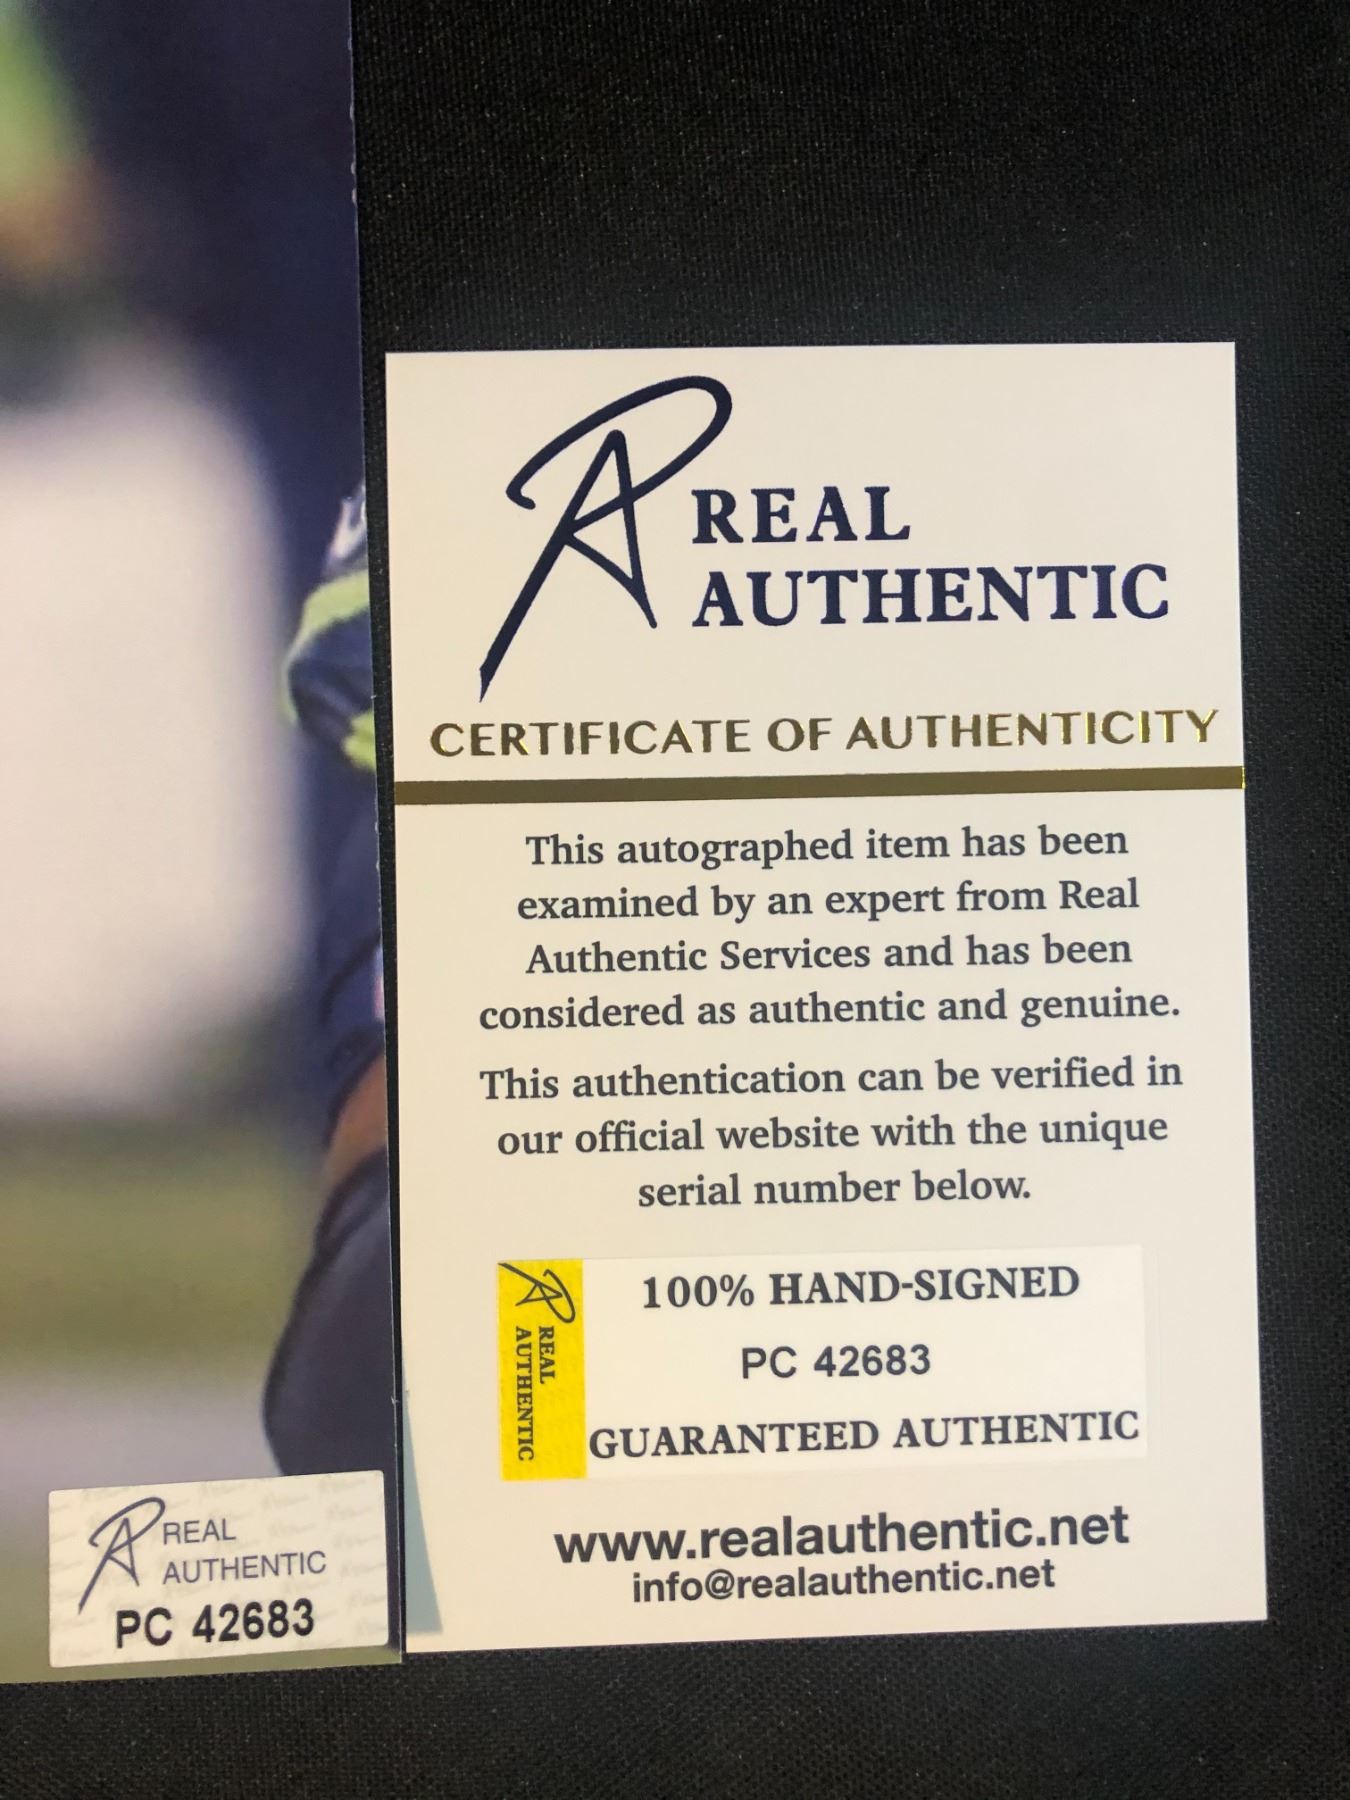 REAL
AUTHENTIC
CERTIFICATE OF AUTHENTICITY
This autographed item has been
examined by an expert from Real
Authentic Services and has been
considered as authentic and genuine.
This authentication can be verified in
our official website with the unique
serial number below.
REAL
AUTHENTIC
100% HAND-SIGNED
PC 42683
GUARANTEED AUTHENTIC
www.realauthentic.net
info@realauthentic.net
REAL
AUTHENTIC
PC 42683